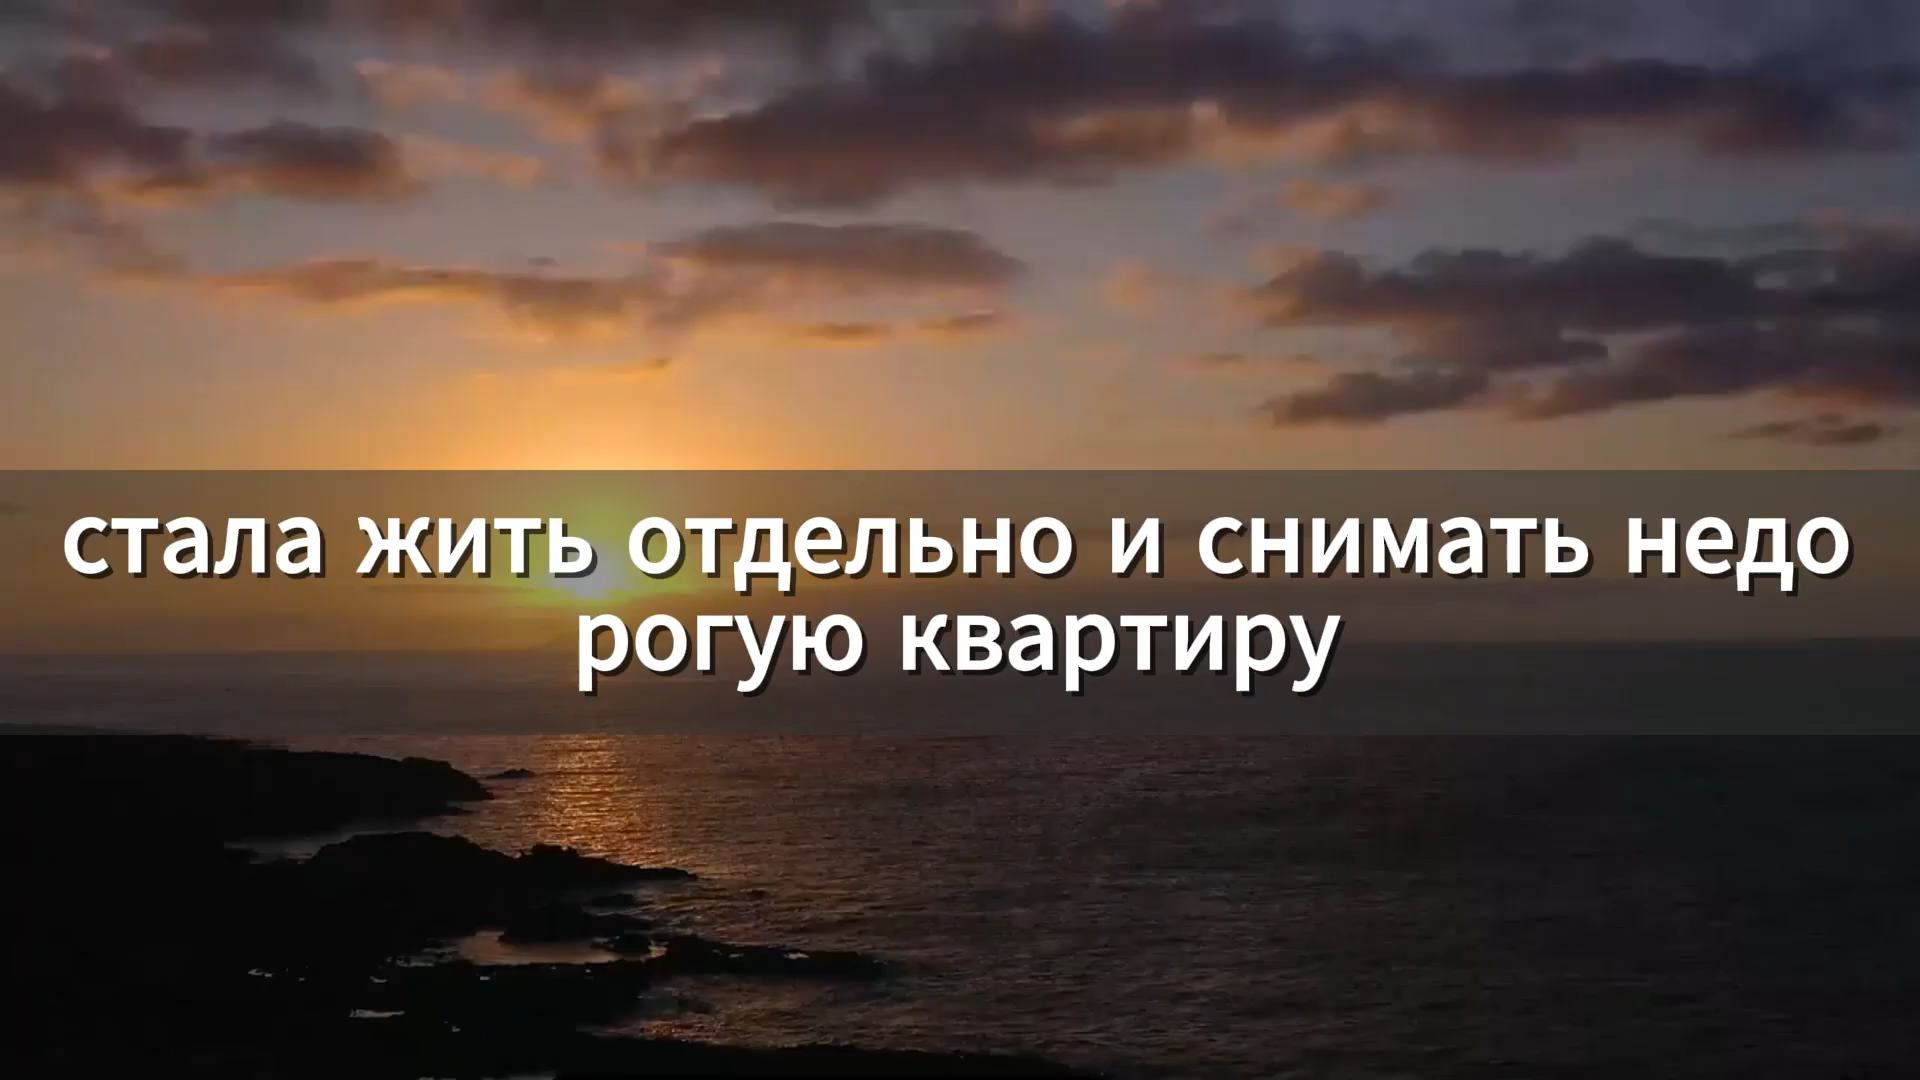 стала жить отдельно и снимать недо
рогую квартиру